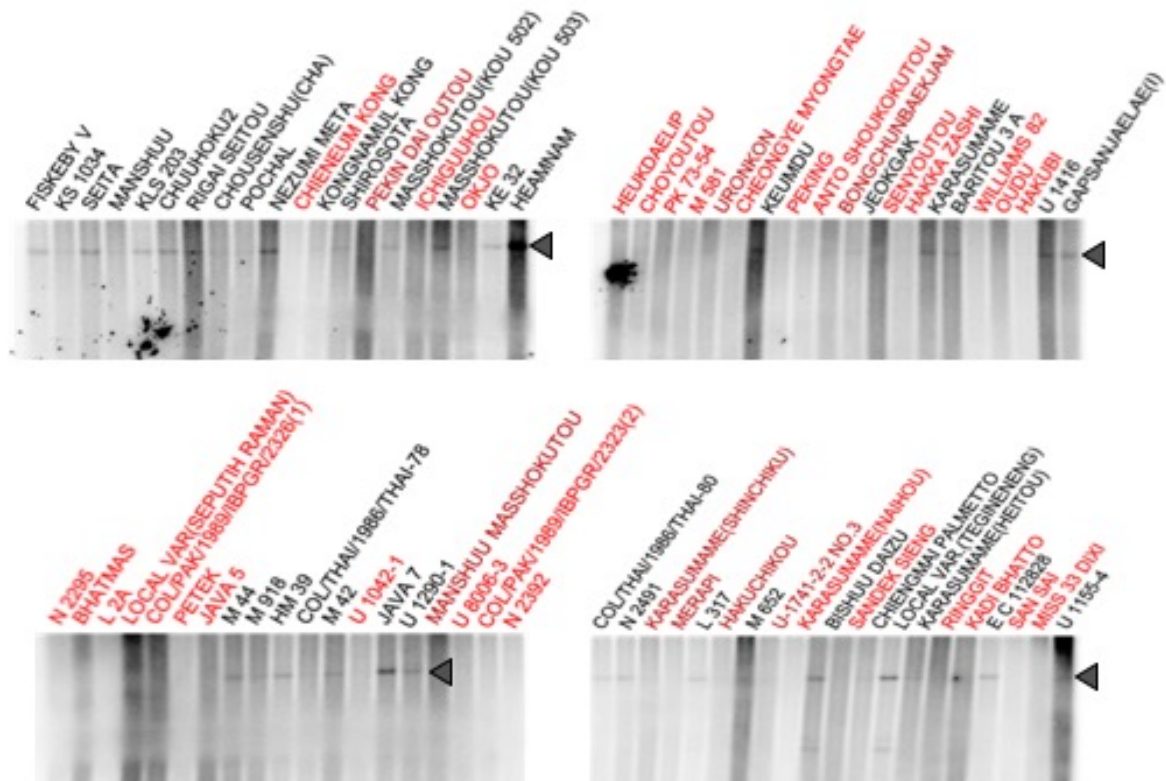 FISKEBY V
KS 1034
SEITA
MANSHUU
KLS 203
CHUUHOKU2
RIGAI SEITOU
CHOUSENSHU(CHA)
POCHAL
NEZUMI META
CHIENEUM KONG
KONGNAMUL KONG
SHIROSOTA
PEKIN DAI OUTOU
MASSHOKUTOU(KOU 502)
ICHIGUUHOU
MASSHOKUTOU(KOU 503)
OKJO
KE 32
HEAMNAM
HEUKDAELIP
CHOYOUTOU
PK 73-54
M 581
URONKON
CHEONGYE MYONGTAE
KEUMDU
PEKING
ANTO SHOUKOKUTOU
BONGCHUNBAEKJAM
JEOKGAK
SENYOUTOU
HAKKA ZASHI
KARASUMAME
BARITOU 3 A
WILLIAMS 82
OUDU
HAKUBI
U 1416
GAPSANJAELAE(I)
N 2295
BHATMAS
L 2A
LOCAL VAR(SEPUTIH RAMAN)
COL/PAK/1989/IBPGR/2326(1)
PETEK
JAVA 5
M 44
M 918
HM 39
COL/THAI/1986/THAI-78
M 42
U 1042-1
JAVA 7
U 1290-1
MANSHUU MASSHOKUTOU
U 8006-3
COL/PAK/1989/IBPGR/2323(2)
N 2392
COL/THAI/1986/THAI-80
N 2491
KARASUMAME(SHINCHIKU)
MERAPI
L 317
HAKUCHIKOU
M 652
U-1741-2-2 NO.3
KARASUMAME(NAIHOU)
BISHU DAIZU
SANDEK SIENG
CHIENGMAI PALMETTO
LOCAL VAR.(TEGINENENG)
KARASUMAME(HEITOU)
RINGGIT
KADI BHATTO
E C 112828
SAN SAI
MISS 33 DIXI
U 1155-4